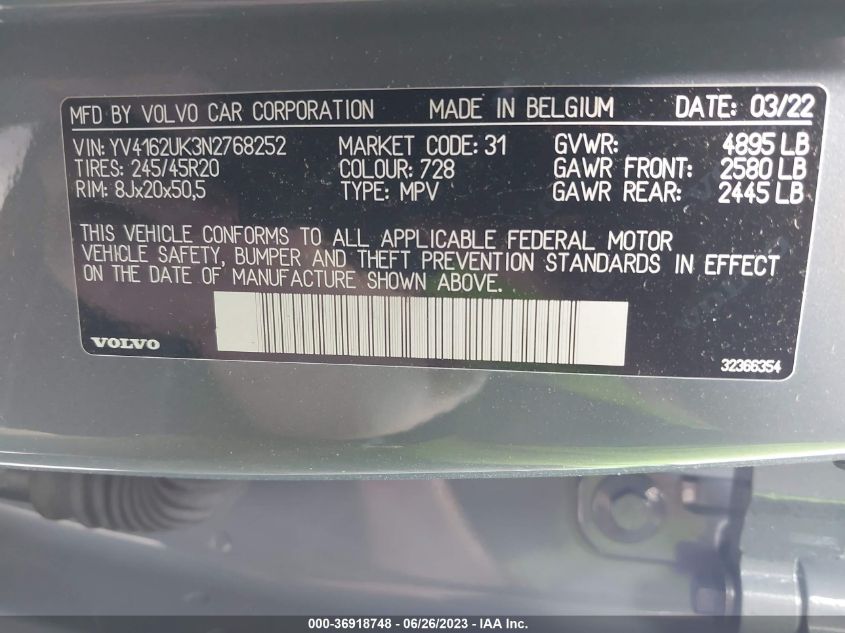 MFD BY VOLVO CAR CORPORATION MADE IN BELGIUM DATE: 03/22
VIN: YV4162UK3N2768252 MARKET CODE: 31 GVWR: 4895 LB
TIRES: 245/45R20 COLOUR: 728 GAWR FRONT: 2580 LB
RIM: 8Jx20x50,5 TYPE: MPV GAWR REAR: 2445 LB
THIS VEHICLE CONFORMS TO ALL APPLICABLE FEDERAL MOTOR
VEHICLE SAFETY, BUMPER AND THEFT PREVENTION STANDARDS IN EFFECT
ON THE DATE OF MANUFACTURE SHOWN ABOVE.
VOLVO
32366354
000-36918748 - 06/26/2023 - IAA Inc.